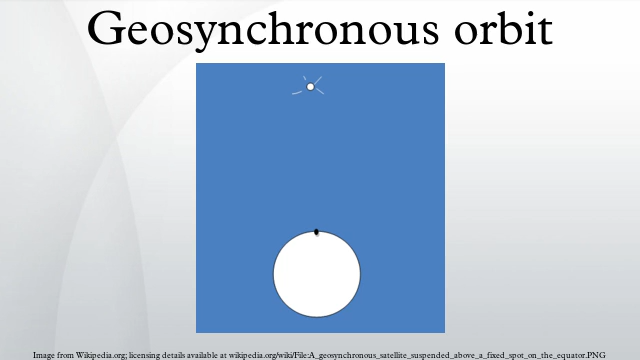 Geosynchronous orbit
Image from Wikipedia.org; licensing details available at wikipedia.org/wiki/File:A_geosynchronous_satellite_suspended_above_a_fixed_spot_on_the_equator.PNG